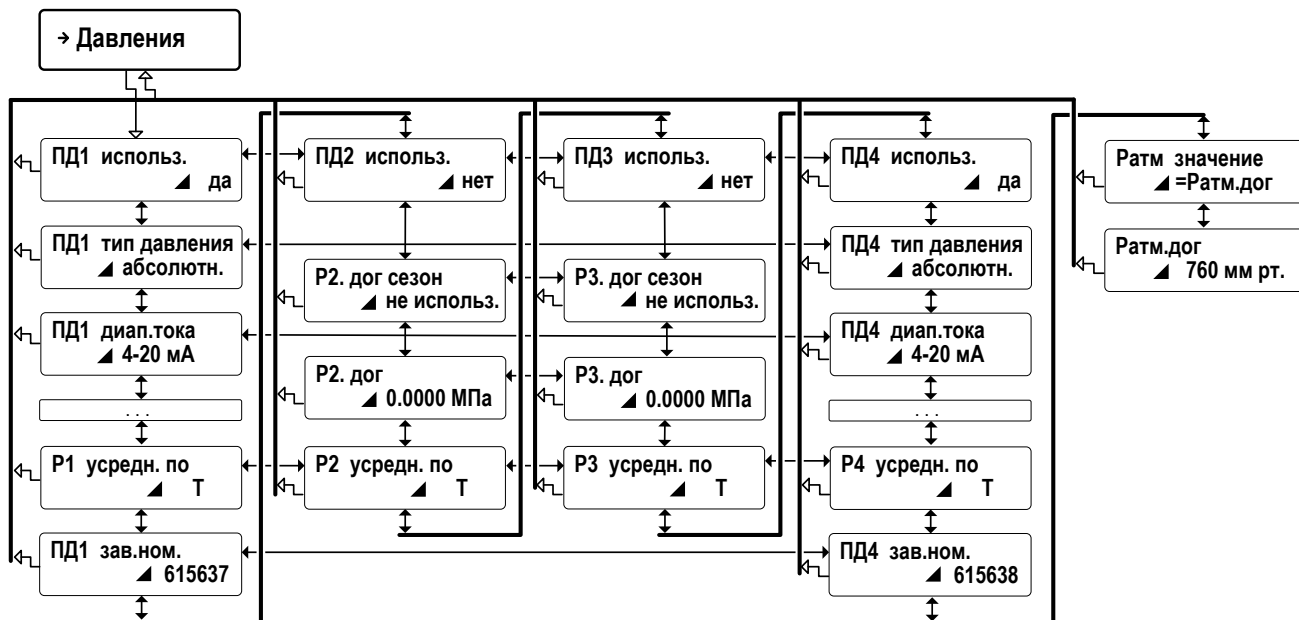 → Давления
ПД1 использ.
да
ПД1 тип давления
абсолютн.
ПД1 диап.тока
4-20 мА
. . .
Р1 усредн. по
Т
ПД1 зав.ном.
615637
ПД2 использ.
нет
Р2. дог сезон
не использ.
Р2. дог
0.0000 МПа
Р2 усредн. по
Т
ПД3 использ.
нет
Р3. дог сезон
не использ.
Р3. дог
0.0000 МПа
Р3 усредн. по
Т
ПД4 использ.
да
ПД4 тип давления
абсолютн.
ПД4 диап.тока
4-20 мА
. . .
Р4 усредн. по
Т
ПД4 зав.ном.
615638
Ратм значение
=Ратм.дог
Ратм.дог
760 мм рт.